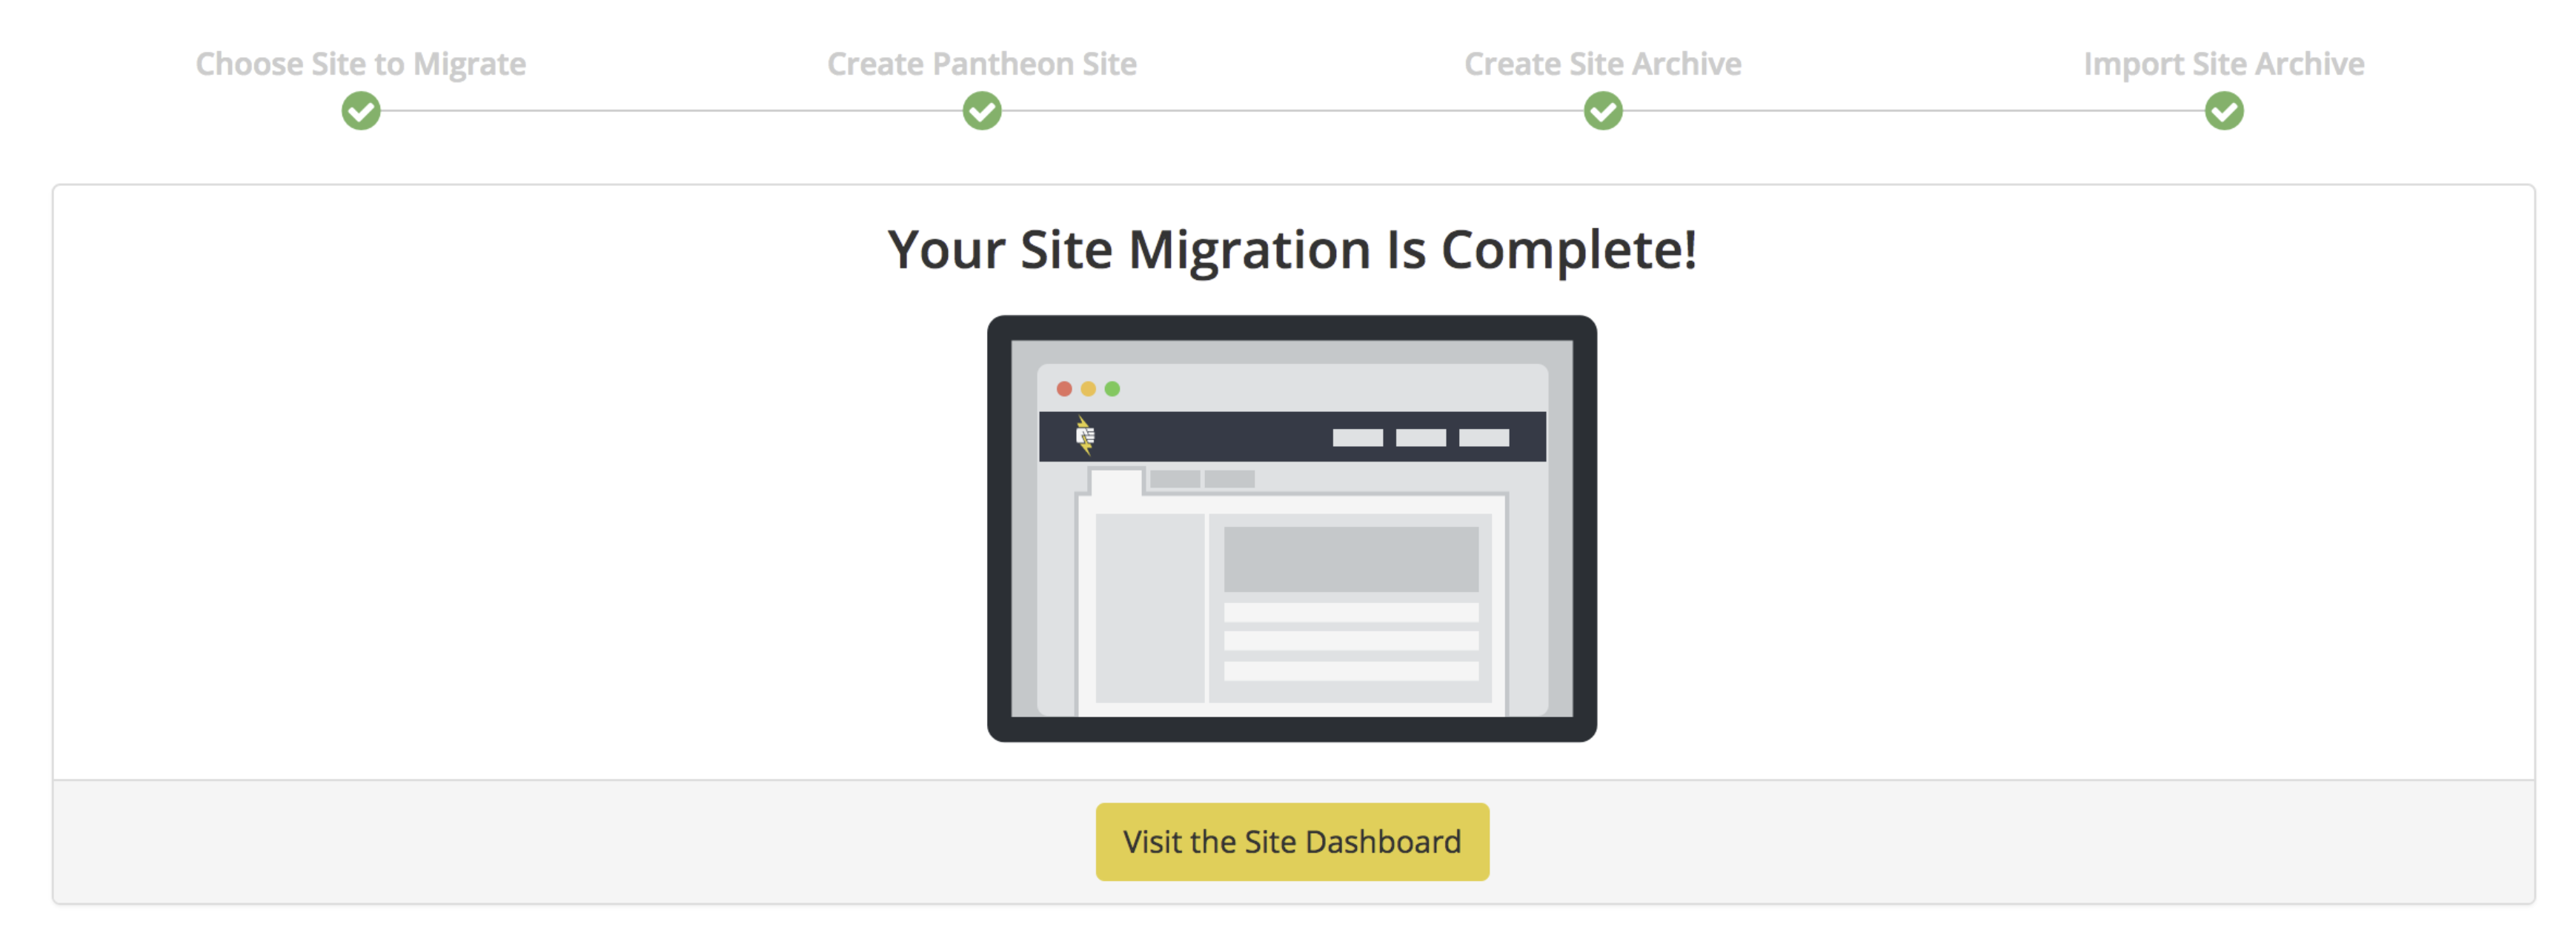 Choose Site to Migrate
Create Pantheon Site
Create Site Archive
Import Site Archive
Your Site Migration Is Complete!
Visit the Site Dashboard